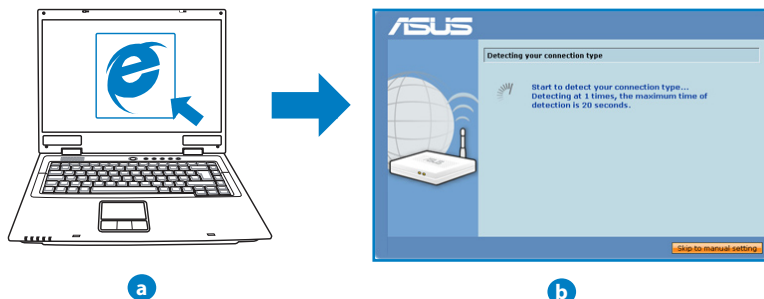 ASUS
Detecting your connection type
Start to detect your connection type...
Detecting at 1 times, the maximum time of
detection is 20 seconds.
Skip to manual setting
a
b